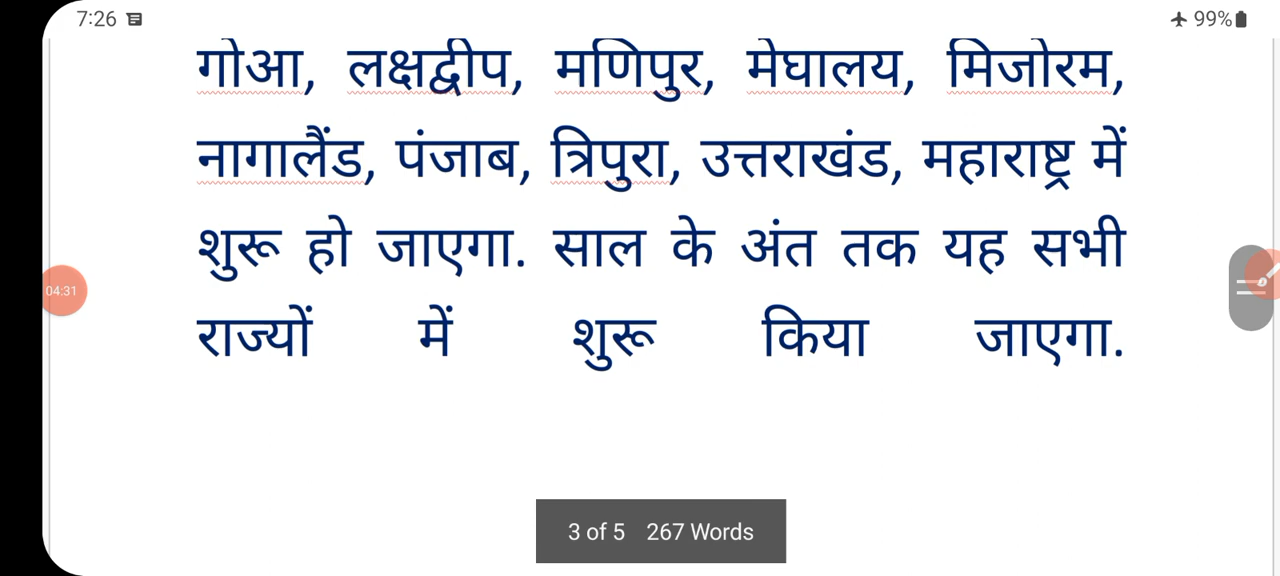 7:26
99%
गोआ, लक्षद्वीप, मणिपुर, मेघालय, मिजोरम,
नागालैंड, पंजाब, त्रिपुरा, उत्तराखंड, महाराष्ट्र में
शुरू हो जाएगा. साल के अंत तक यह सभी
04:31
राज्यों में शुरू किया जाएगा.
3 of 5 267 Words